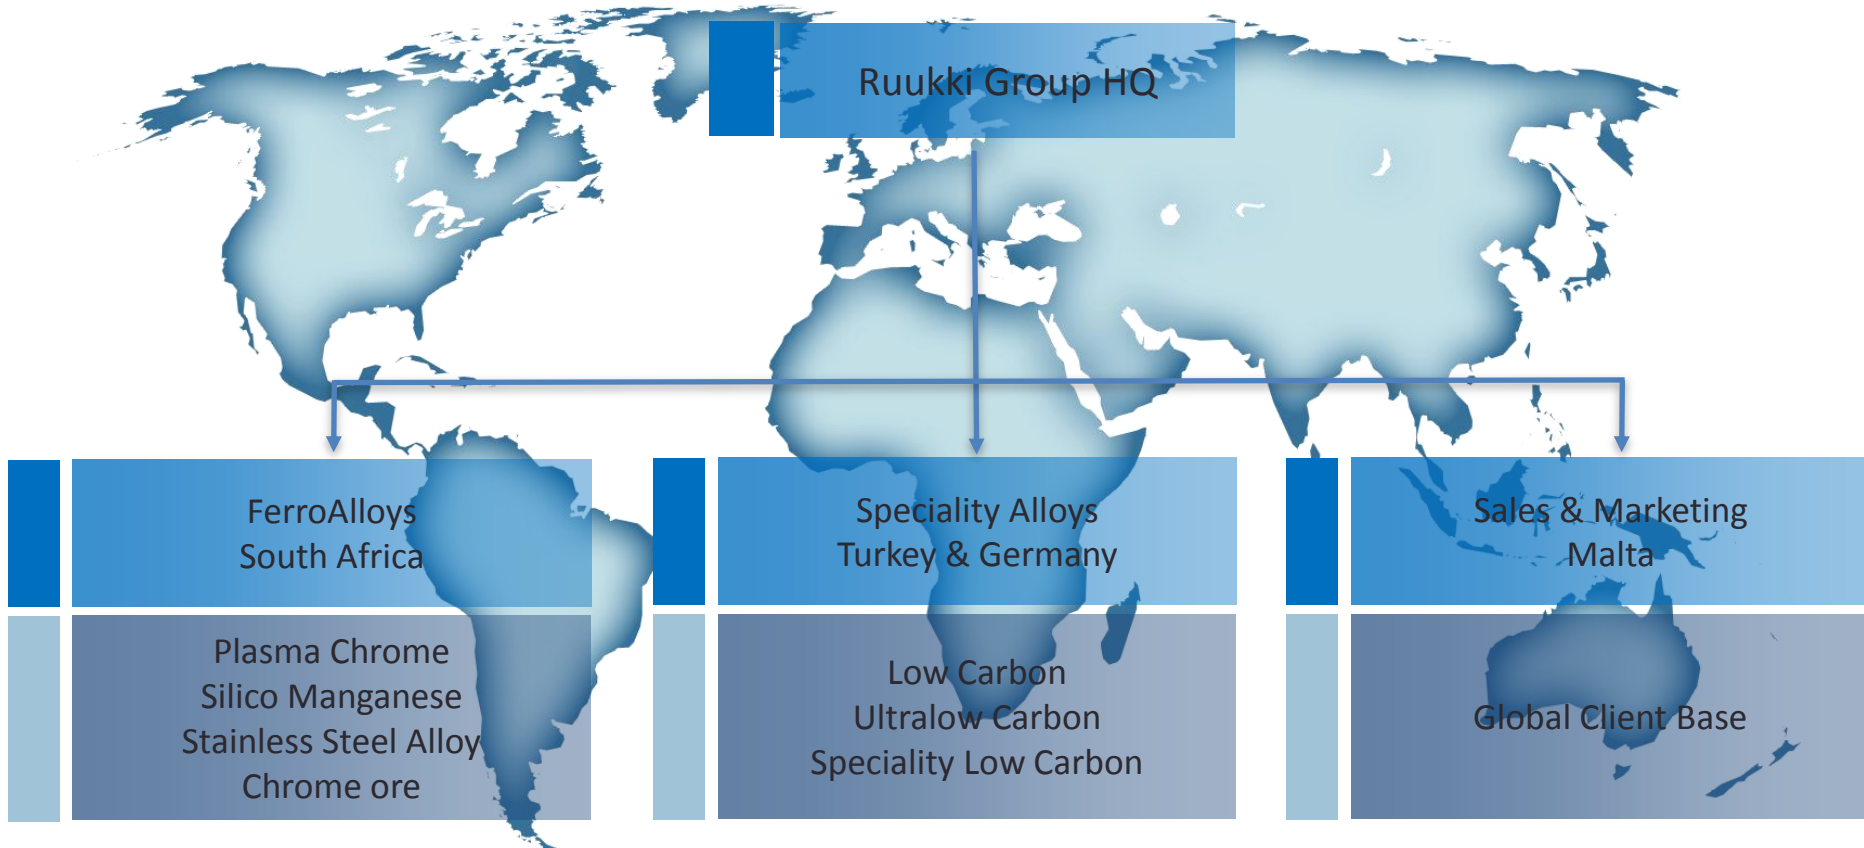 Ruukki Group HQ
FerroAlloys
South Africa
Plasma Chrome
Silico Manganese
Stainless Steel Alloy
Chrome ore
Speciality Alloys
Turkey & Germany
Low Carbon
Ultralow Carbon
Speciality Low Carbon
Sales & Marketing
Malta
Global Client Base